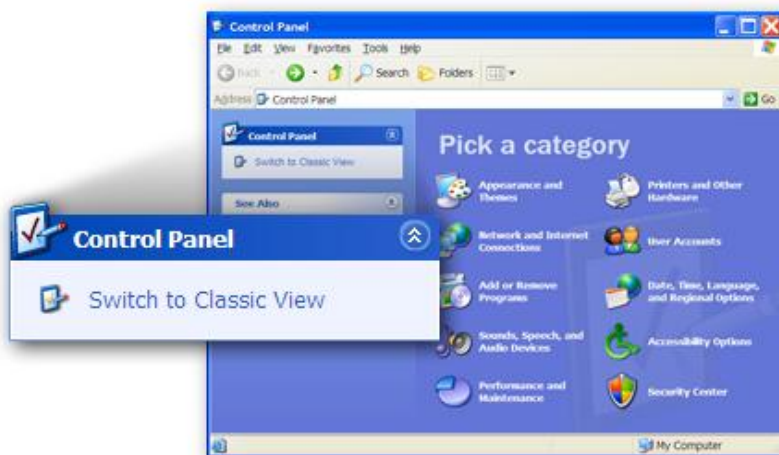 Control Panel
File Edit View Favorites Tools Help
Back Search Folders
Address Control Panel Go
Control Panel
Switch to Classic View
See Also
Control Panel
Switch to Classic View
Pick a category
Appearance and
Themes
Printers and Other
Hardware
Network and Internet
Connections
User Accounts
Add or Remove
Programs
Date, Time, Language,
and Regional Options
Sounds, Speech, and
Audio Devices
Accessibility Options
Performance and
Maintenance
Security Center
My Computer